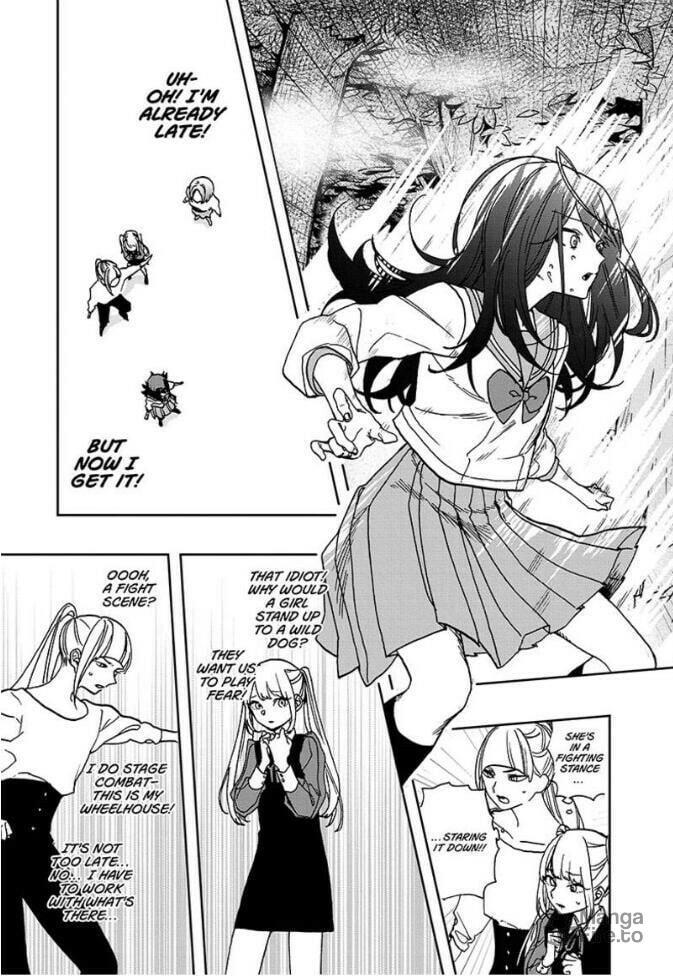 UH-
OH! I'M
ALREADY
LATE!
BUT
NOW I
GET IT!
SHE'S
IN A
FIGHTING
STANCE
...
...STARING
IT DOWN!!
THAT IDIOT!
WHY WOULD
A GIRL
STAND UP
TO A WILD
DOG?
THEY
WANT US
TO PLAY
FEAR!
OOOH,
A FIGHT
SCENE?
I DO STAGE
COMBAT–
THIS IS MY
WHEELHOUSE!
IT'S NOT
TOO LATE...
NO... I HAVE
TO WORK
WITH WHAT'S
THERE...
Manga